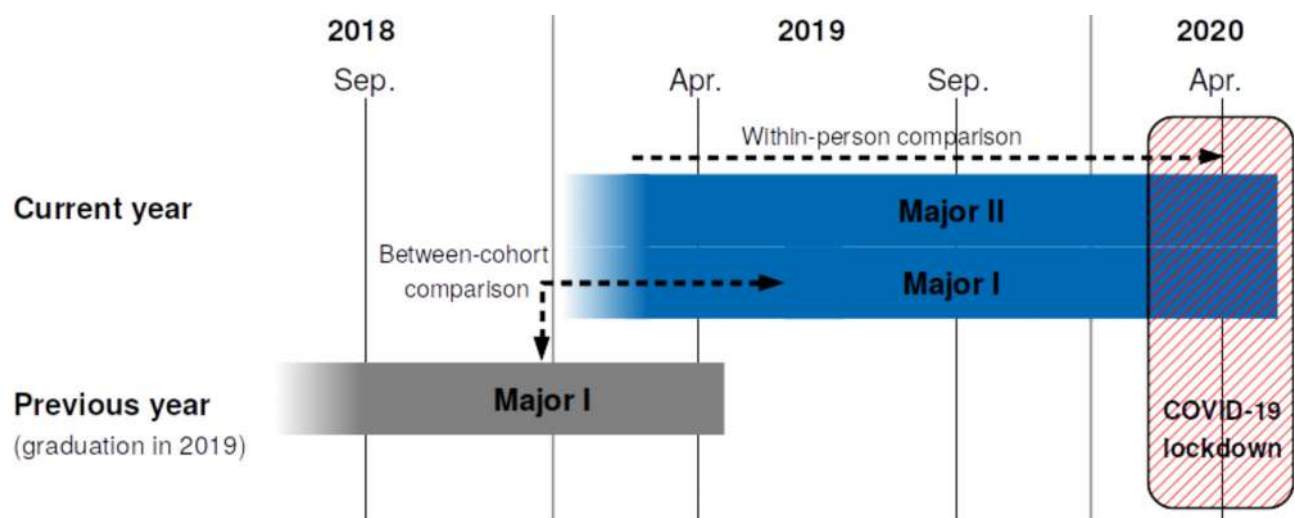 2018 2019 2020
Sep. Apr. Sep. Apr.
Within-person comparison
Current year
Major II
Between-cohort
comparison
Major I
Previous year
(graduation in 2019)
Major I
COVID-19
lockdown